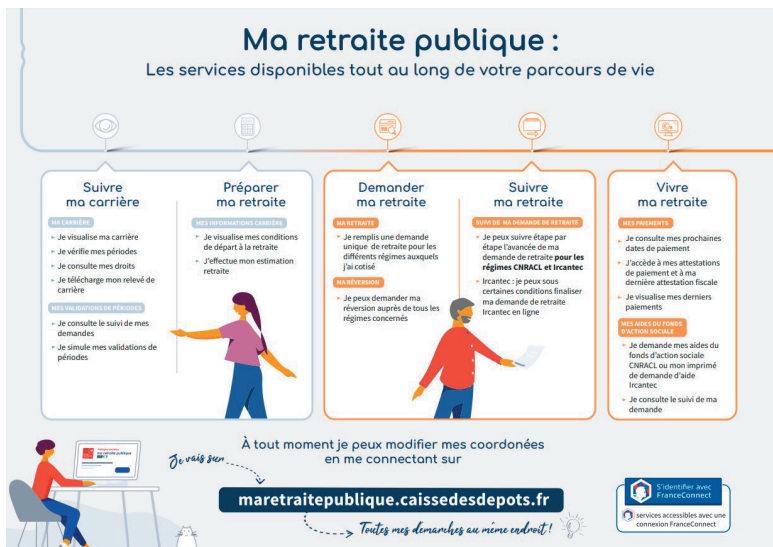 Ma retraite publique :
Les services disponibles tout au long de votre parcours de vie
Suivre
ma carrière
MA CARRIÈRE
Je visualise ma carrière
Je vérifie mes périodes
Je consulte mes droits
Je télécharge mon relevé de
carrière
MES VALIDATIONS DE PÉRIODES
Je consulte le suivi de mes
demandes
Je simule mes validations de
périodes
Préparer
ma retraite
MES INFORMATIONS CARRIÈRE
Je visualise mes conditions
de départ à la retraite
J'effectue mon estimation
retraite
Demander
ma retraite
MA RETRAITE
Je remplis une demande
unique de retraite pour les
différents régimes auxquels
j'ai cotisé
MA RÉVERSION
Je peux demander ma
réversion auprès de tous les
régimes concernés
Suivre
ma retraite
SUIVI DE MA DEMANDE DE RETRAITE
Je peux suivre étape par
étape l'avancée de ma
demande de retraite pour les
régimes CNRACL et Ircantec
Ircantec : je peux sous
certaines conditions finaliser
ma demande de retraite
Ircantec en ligne
Vivre
ma retraite
MES PAIEMENTS
Je consulte mes prochaines
dates de paiement
J'accède à mes attestations
de paiement et à ma
dernière attestation fiscale
Je visualise mes derniers
paiements
MES AIDES DU FONDS
D'ACTION SOCIALE
Je demande mes aides du
fonds d'action sociale
CNRACL ou mon imprimé
de demande d'aide
Ircantec
Je consulte le suivi de ma
demande
ma retraite publique
À tout moment je peux modifier mes coordonées
en me connectant sur
Je vais sur
maretraitepublique.caissedesdepots.fr
Toutes mes démarches au même endroit !
S'identifier avec
FranceConnect
services accessibles avec une
connexion FranceConnect